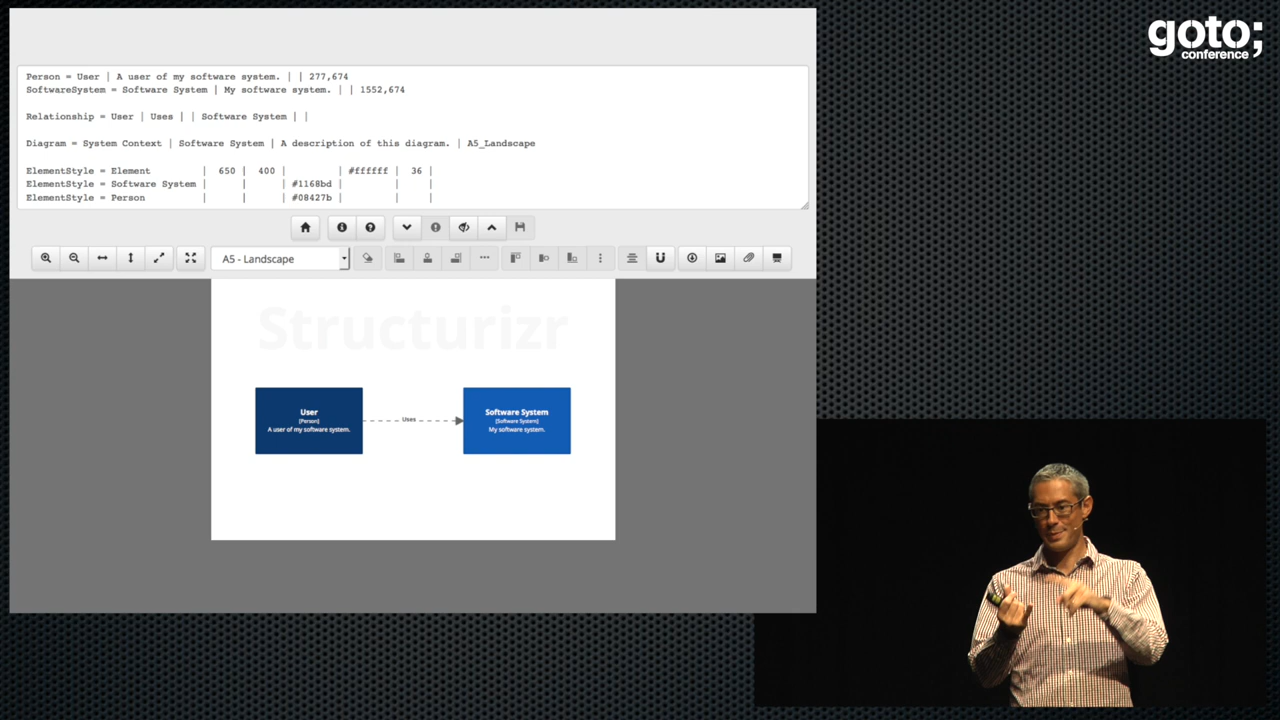 goto;
conference
Person = User | A user of my software system. | | 277,674
SoftwareSystem = Software System | My software system. | | 1552,674
Relationship = User | Uses | | Software System | |
Diagram = System Context | Software System | A description of this diagram. | A5_Landscape
ElementStyle = Element | 650 | 400 | | #ffffff | 36 |
ElementStyle = Software System | | | #1168bd | | |
ElementStyle = Person | | | #08427b | | |
A5 - Landscape
Structurizr
User
[Person]
A user of my software system.
Uses
Software System
[Software System]
My software system.